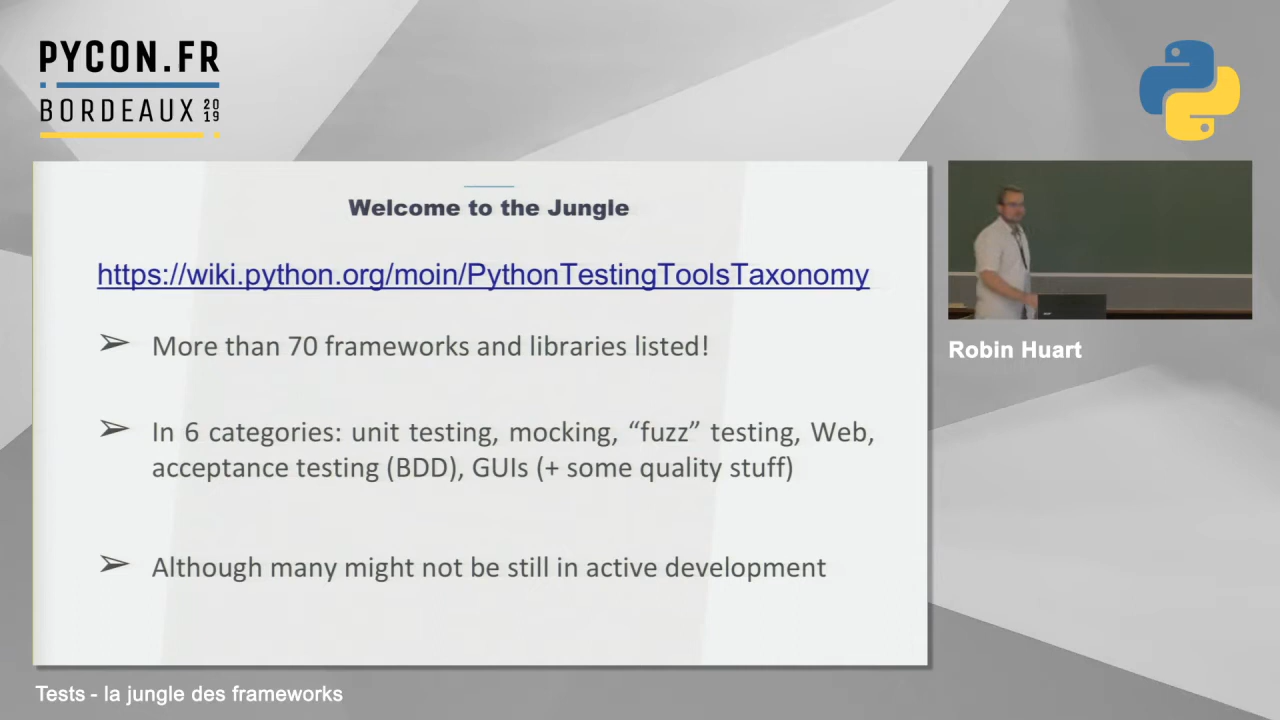 PYCON.FR
BORDEAUX 2019
Welcome to the Jungle
https://wiki.python.org/moin/PythonTestingToolsTaxonomy
➢ More than 70 frameworks and libraries listed!
➢ In 6 categories: unit testing, mocking, “fuzz” testing, Web,
acceptance testing (BDD), GUIs (+ some quality stuff)
➢ Although many might not be still in active development
Robin Huart
Tests - la jungle des frameworks